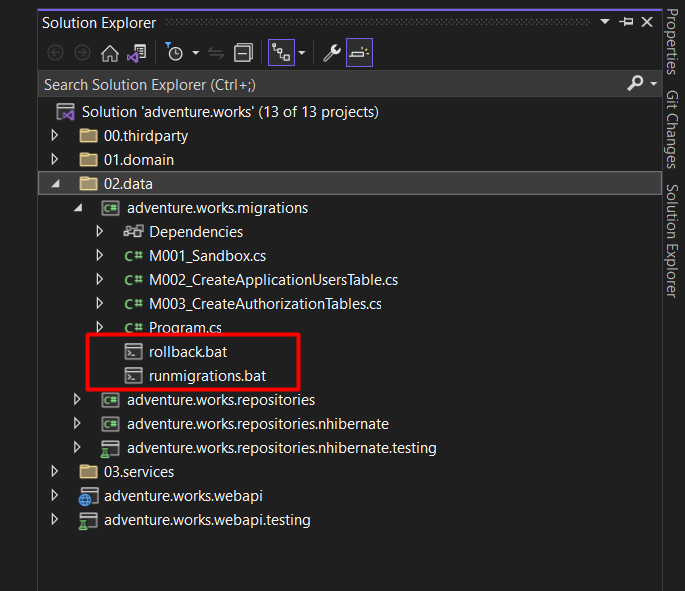 Solution Explorer
Search Solution Explorer (Ctrl+;)
Solution 'adventure.works' (13 of 13 projects)
00.thirdparty
01.domain
02.data
C# adventure.works.migrations
Dependencies
C# M001_Sandbox.cs
C# M002_CreateApplicationUsersTable.cs
C# M003_CreateAuthorizationTables.cs
C# Program.cs
rollback.bat
runmigrations.bat
C# adventure.works.repositories
C# adventure.works.repositories.nhibernate
adventure.works.repositories.nhibernate.testing
03.services
adventure.works.webapi
adventure.works.webapi.testing
Properties
Git Changes
Solution Explorer